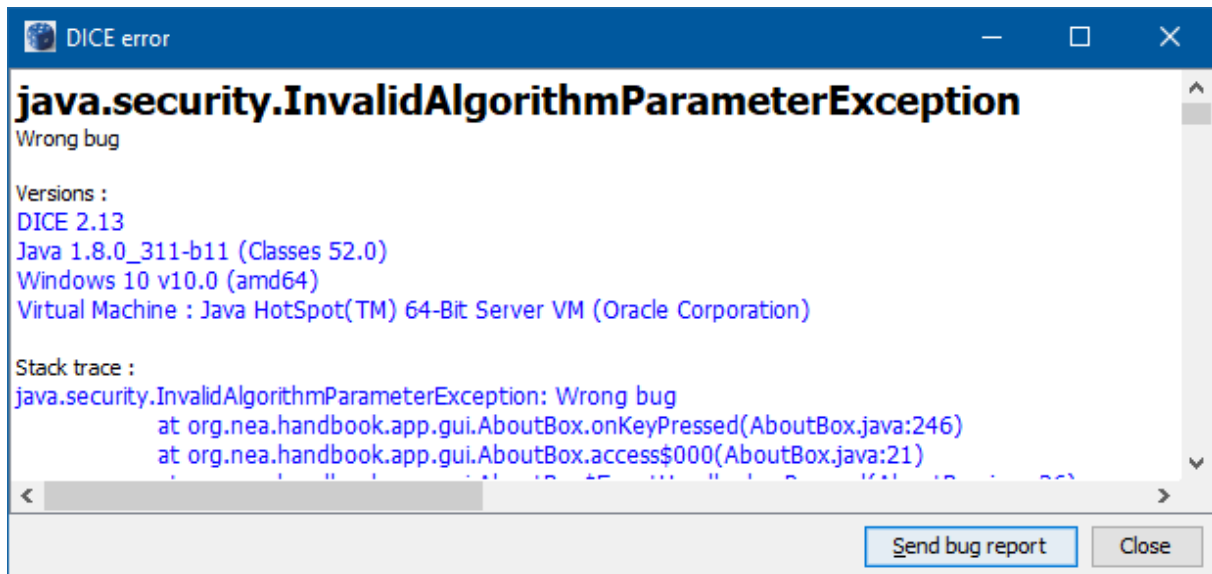 DICE error
java.security.InvalidAlgorithmParameterException
Wrong bug
Versions :
DICE 2.13
Java 1.8.0_311-b11 (Classes 52.0)
Windows 10 v10.0 (amd64)
Virtual Machine : Java HotSpot(TM) 64-Bit Server VM (Oracle Corporation)
Stack trace :
java.security.InvalidAlgorithmParameterException: Wrong bug
at org.nea.handbook.app.gui.AboutBox.onKeyPressed(AboutBox.java:246)
at org.nea.handbook.app.gui.AboutBox.access$000(AboutBox.java:21)
Send bug report Close